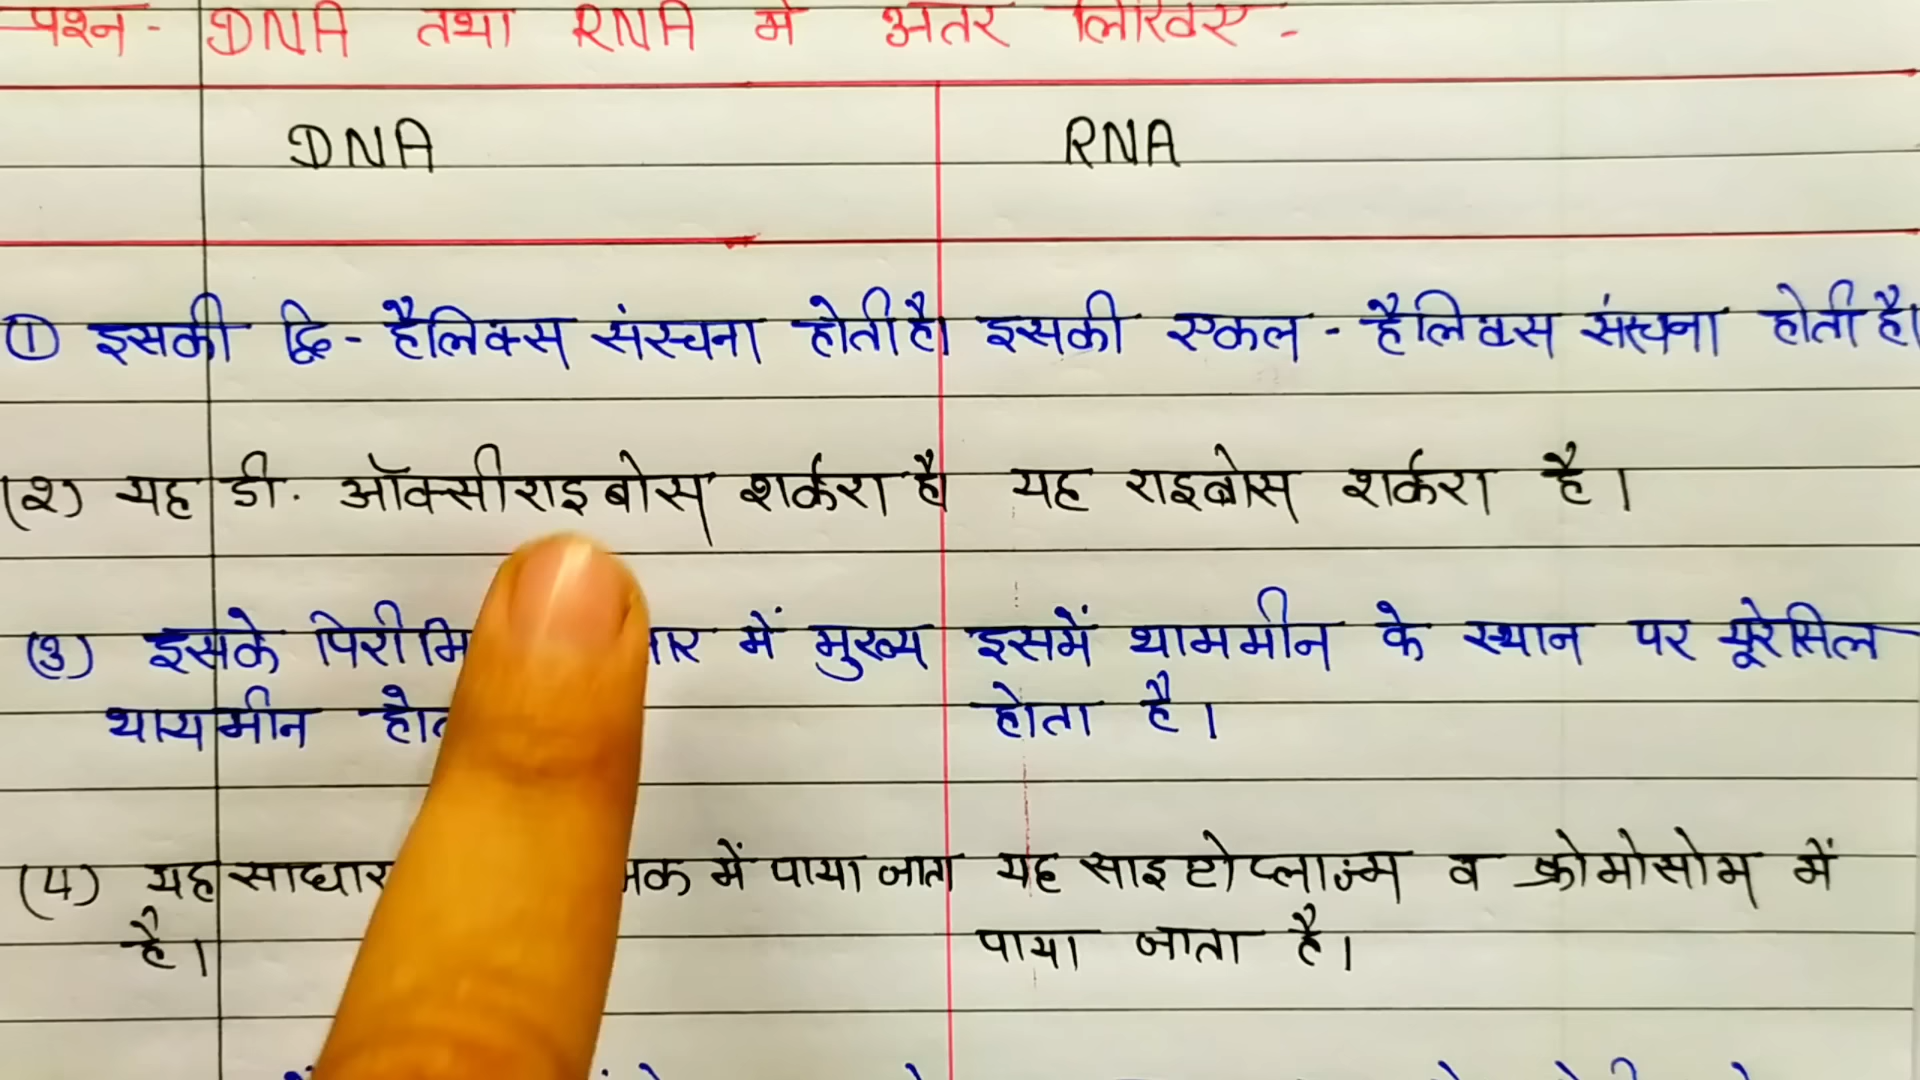 प्रश्न - DNA तथा RNA में अंतर लिखिए -
DNA RNA
① इसकी द्वि - हैलिक्स संरचना होती है। इसकी एकल - हैलिक्स संरचना होती है।
(२) यह डी. ऑक्सीराइबोस शर्करा है। यह राइबोस शर्करा है।
(3) इसके में मुख्य इसमें थाममीन के स्थान पर यूरेसिल
थायमीन होता है।
(4) यह में पाया जाता यह साइटोप्लाज्म व क्रोमोसोम में
है। पाया जाता है।